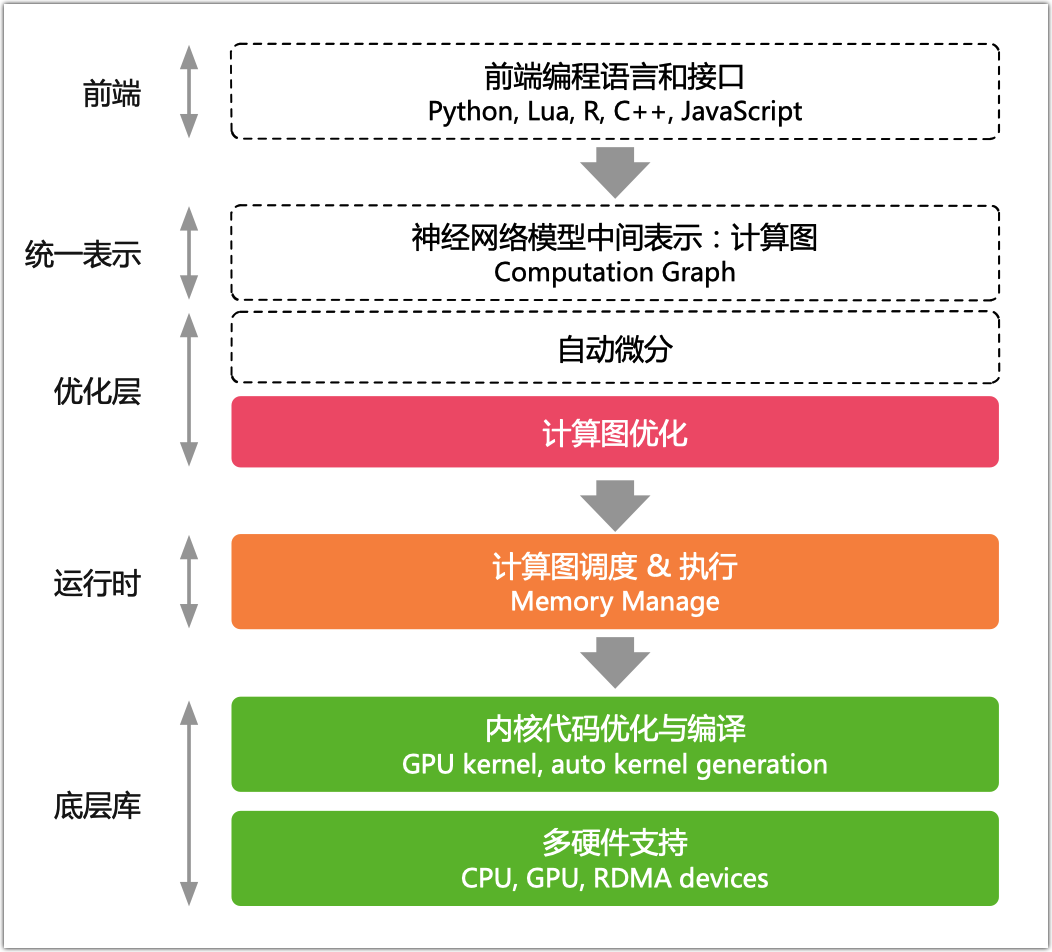 前端
前端编程语言和接口
Python, Lua, R, C++, JavaScript
统一表示
神经网络模型中间表示：计算图
Computation Graph
优化层
自动微分
计算图优化
运行时
计算图调度 & 执行
Memory Manage
底层库
内核代码优化与编译
GPU kernel, auto kernel generation
多硬件支持
CPU, GPU, RDMA devices